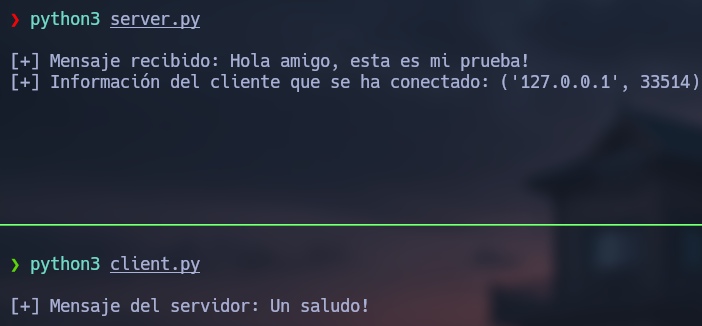 ❯ python3 server.py
[+] Mensaje recibido: Hola amigo, esta es mi prueba!
[+] Información del cliente que se ha conectado: ('127.0.0.1', 33514)
❯ python3 client.py
[+] Mensaje del servidor: Un saludo!